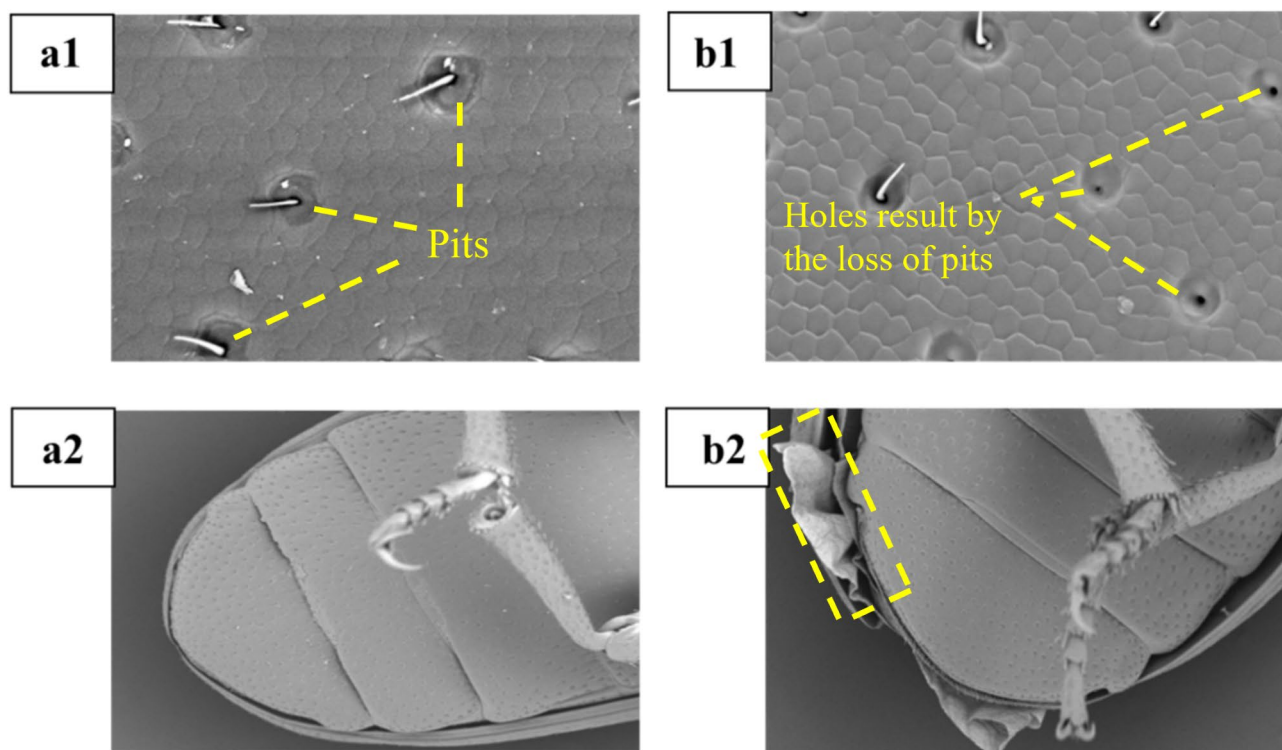 a1
b1
Pits
Holes result by
the loss of pits
a2
b2